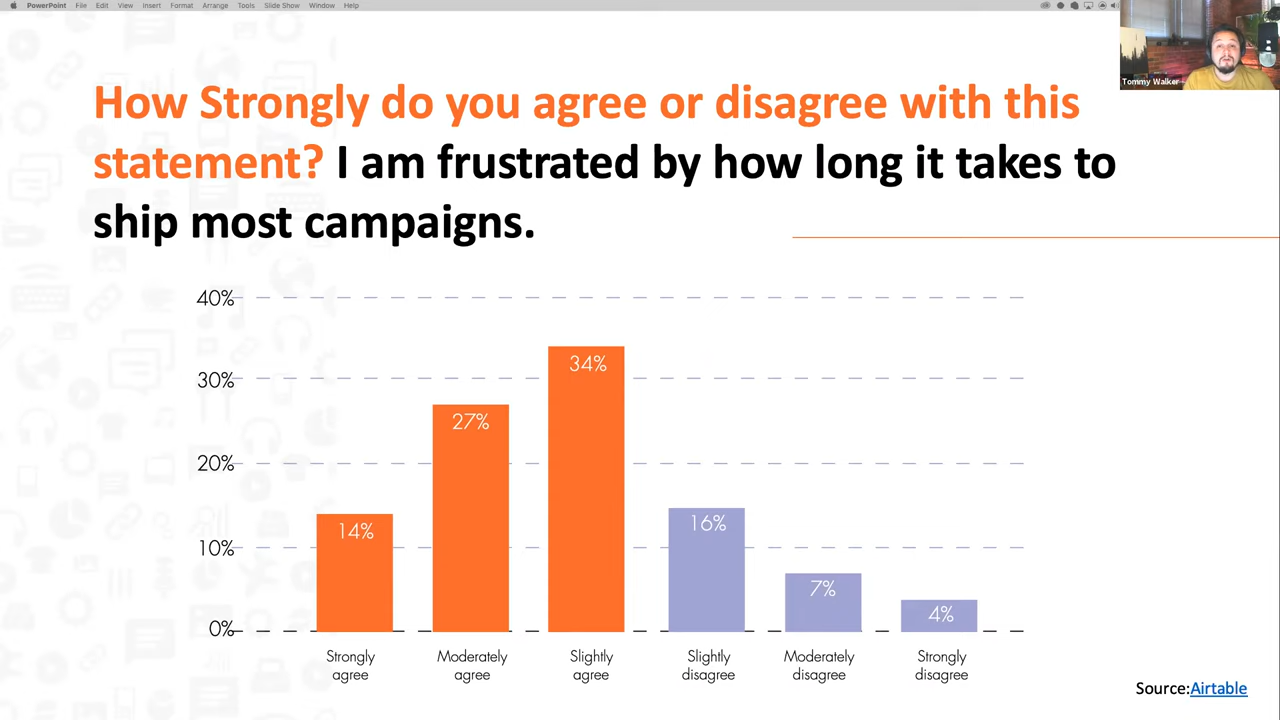 PowerPoint File Edit View Insert Format Arrange Tools Slide Show Window Help
Tommy Walker
How Strongly do you agree or disagree with this
statement? I am frustrated by how long it takes to
ship most campaigns.
40%
30%
20%
10%
0%
14%
27%
34%
16%
7%
4%
Strongly
agree
Moderately
agree
Slightly
agree
Slightly
disagree
Moderately
disagree
Strongly
disagree
Source:Airtable